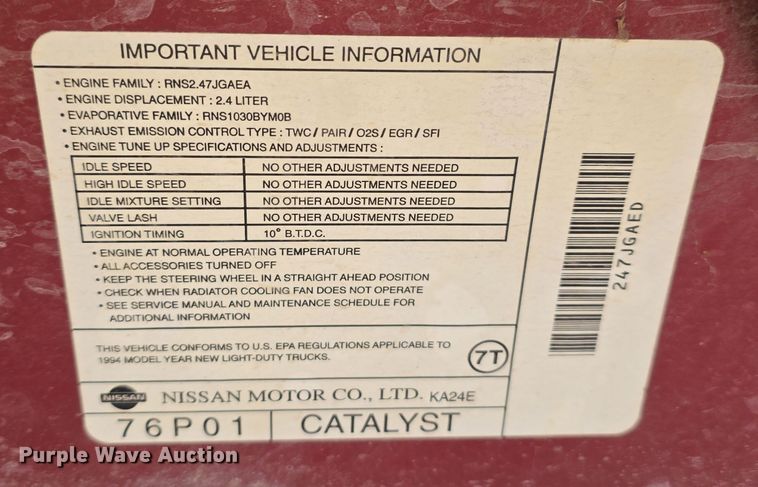 IMPORTANT VEHICLE INFORMATION
• ENGINE FAMILY : RNS2.47JGAEA
• ENGINE DISPLACEMENT : 2.4 LITER
• EVAPORATIVE FAMILY : RNS1030BYM0B
• EXHAUST EMISSION CONTROL TYPE : TWC / PAIR / O2S / EGR / SFI
• ENGINE TUNE UP SPECIFICATIONS AND ADJUSTMENTS :
IDLE SPEED NO OTHER ADJUSTMENTS NEEDED
HIGH IDLE SPEED NO OTHER ADJUSTMENTS NEEDED
IDLE MIXTURE SETTING NO OTHER ADJUSTMENTS NEEDED
VALVE LASH NO OTHER ADJUSTMENTS NEEDED
IGNITION TIMING 10° B.T.D.C.
• ENGINE AT NORMAL OPERATING TEMPERATURE
• ALL ACCESSORIES TURNED OFF
• KEEP THE STEERING WHEEL IN A STRAIGHT AHEAD POSITION
• CHECK WHEN RADIATOR COOLING FAN DOES NOT OPERATE
• SEE SERVICE MANUAL AND MAINTENANCE SCHEDULE FOR
ADDITIONAL INFORMATION
THIS VEHICLE CONFORMS TO U.S. EPA REGULATIONS APPLICABLE TO
1994 MODEL YEAR NEW LIGHT-DUTY TRUCKS.
7T
NISSAN NISSAN MOTOR CO., LTD. KA24E
76P01 CATALYST
247JGAED
Purple Wave Auction